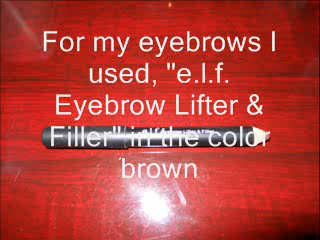 For my eyebrows I
used, "e.l.f.
Eyebrow Lifter &
Filler" in the color
brown
e.l.f.